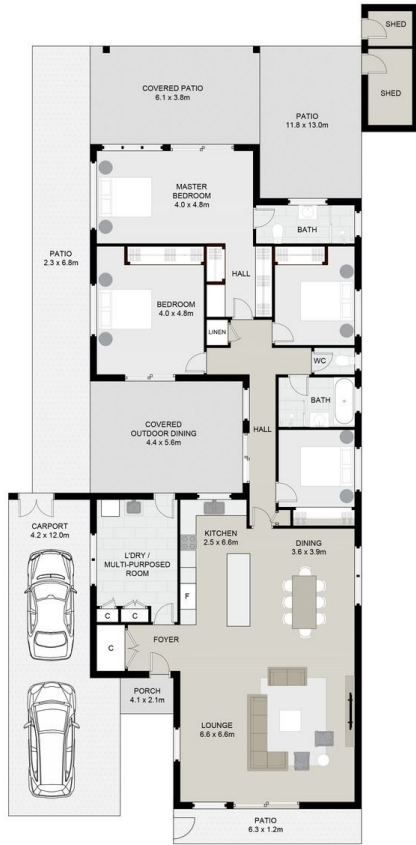 SHED
SHED
COVERED PATIO
6.1 x 3.8m
PATIO
11.8 x 13.0m
MASTER
BEDROOM
4.0 x 4.8m
BATH
PATIO
2.3 x 6.8m
HALL
BEDROOM
4.0 x 4.8m
LINEN
WC
BATH
COVERED
OUTDOOR DINING
4.4 x 5.6m
HALL
CARPORT
4.2 x 12.0m
KITCHEN
2.5 x 6.6m
DINING
3.6 x 3.9m
L'DRY /
MULTI-PURPOSED
ROOM
F
C
C
C
FOYER
PORCH
4.1 x 2.1m
LOUNGE
6.6 x 6.6m
PATIO
6.3 x 1.2m